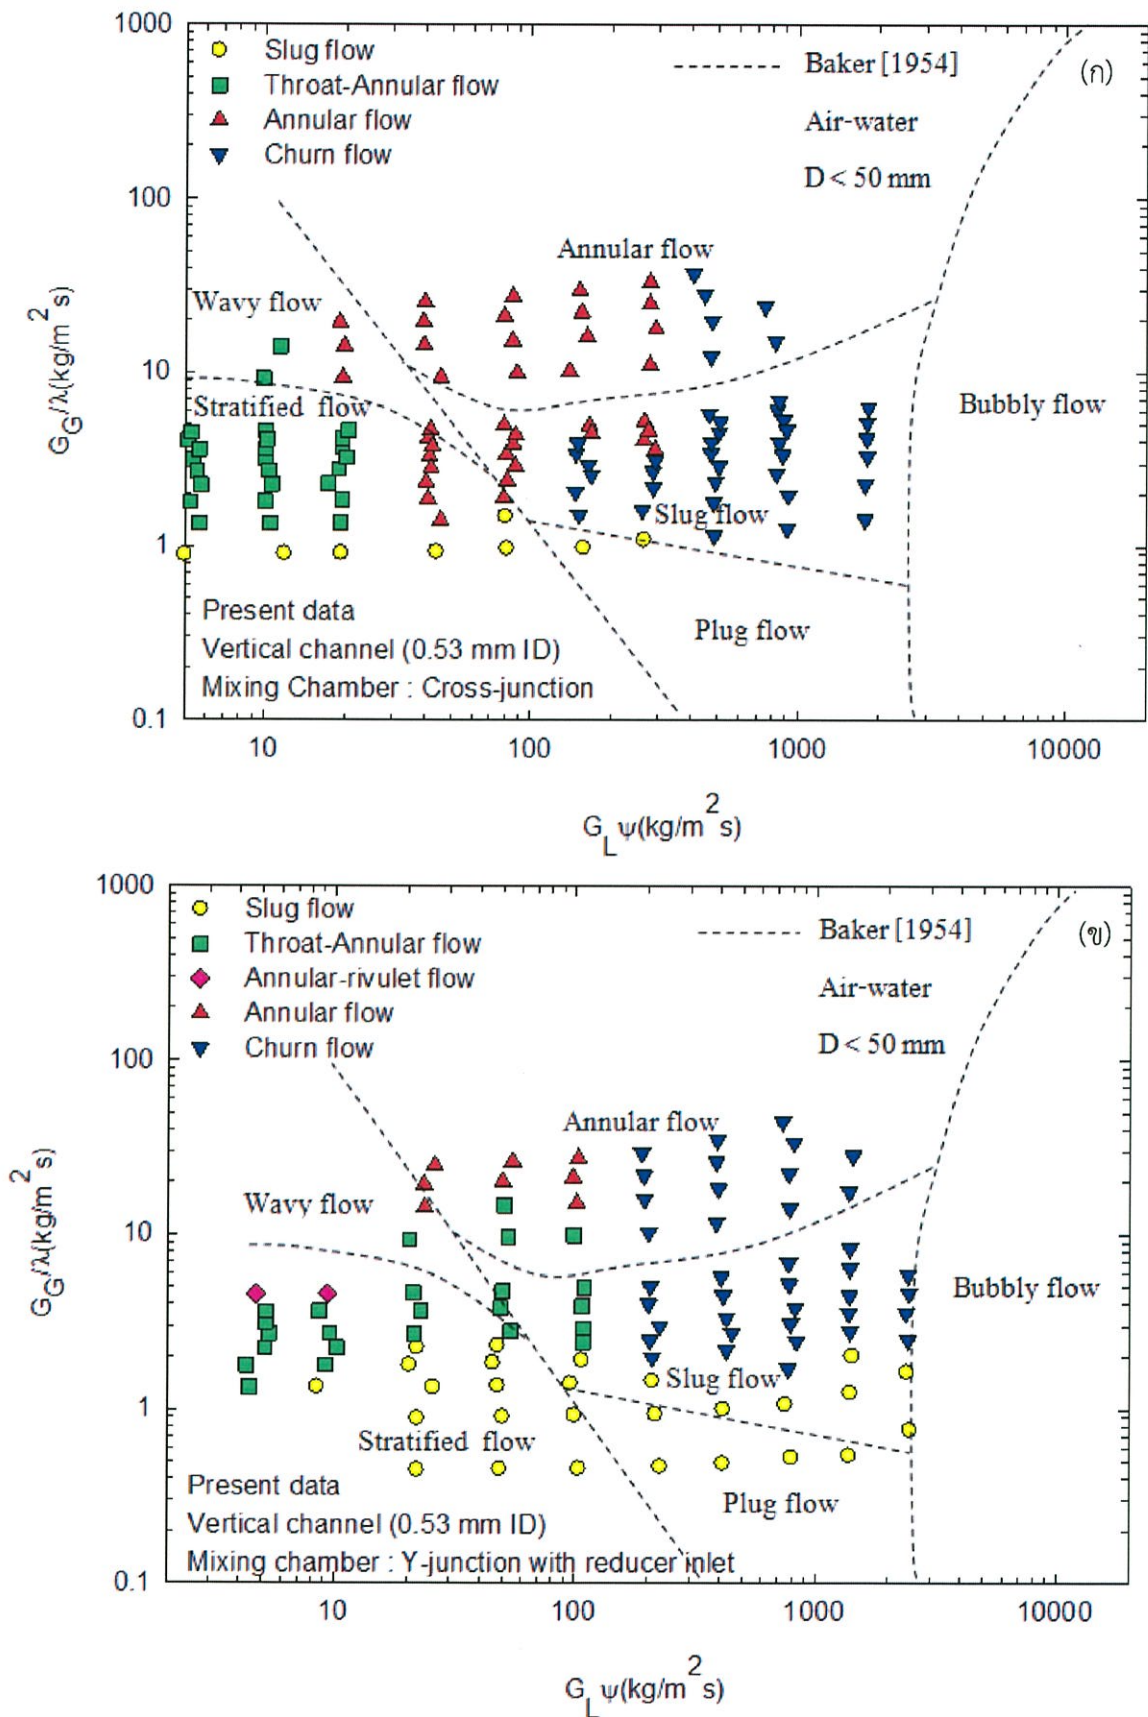 1000
Slug flow
Throat-Annular flow
Annular flow
Churn flow
Baker [1954]
(ก)
Air-water
D < 50 mm
100
Annular flow
Wavy flow
10
Stratified flow
Bubbly flow
Slug flow
1
Present data
Plug flow
Vertical channel (0.53 mm ID)
Mixing Chamber : Cross-junction
0.1
10 100 1000 10000
G_G/λ(kg/m²s)
G_L ψ(kg/m²s)
1000
Slug flow
Throat-Annular flow
Annular-rivulet flow
Annular flow
Churn flow
Baker [1954]
(ข)
Air-water
D < 50 mm
100
Annular flow
Wavy flow
10
Bubbly flow
Slug flow
1
Stratified flow
Plug flow
Present data
Vertical channel (0.53 mm ID)
Mixing chamber : Y-junction with reducer inlet
0.1
10 100 1000 10000
G_G/λ(kg/m²s)
G_L ψ(kg/m²s)